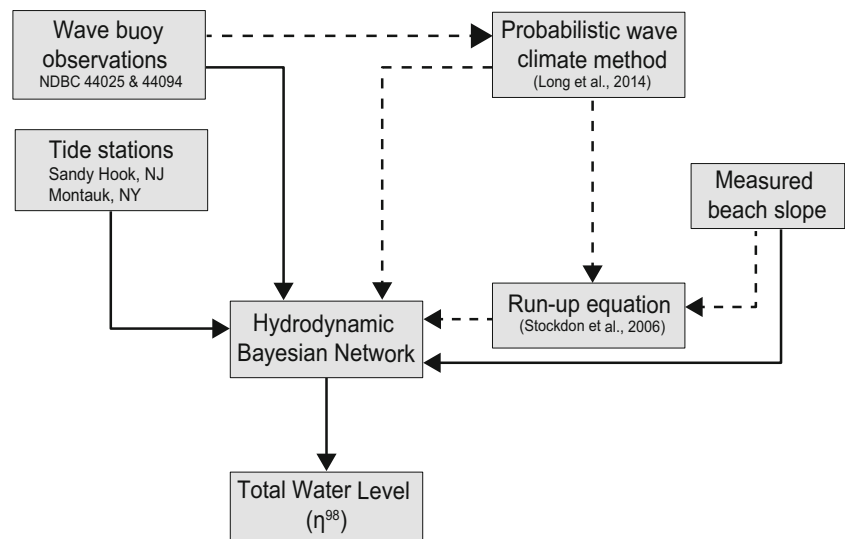 Wave buoy
observations
NDBC 44025 & 44094
Probabilistic wave
climate method
(Long et al., 2014)
Tide stations
Sandy Hook, NJ
Montauk, NY
Measured
beach slope
Hydrodynamic
Bayesian Network
Run-up equation
(Stockdon et al., 2006)
Total Water Level
(η⁹⁸)